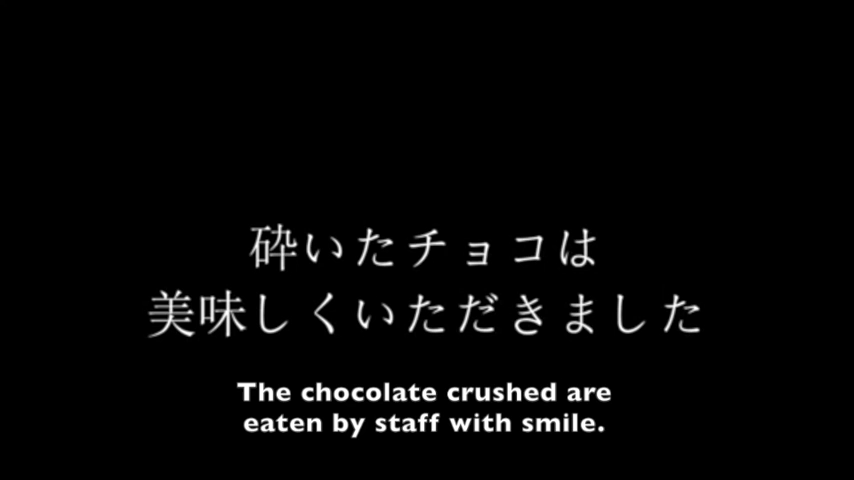 砕いたチョコは
美味しくいただきました
The chocolate crushed are
eaten by staff with smile.